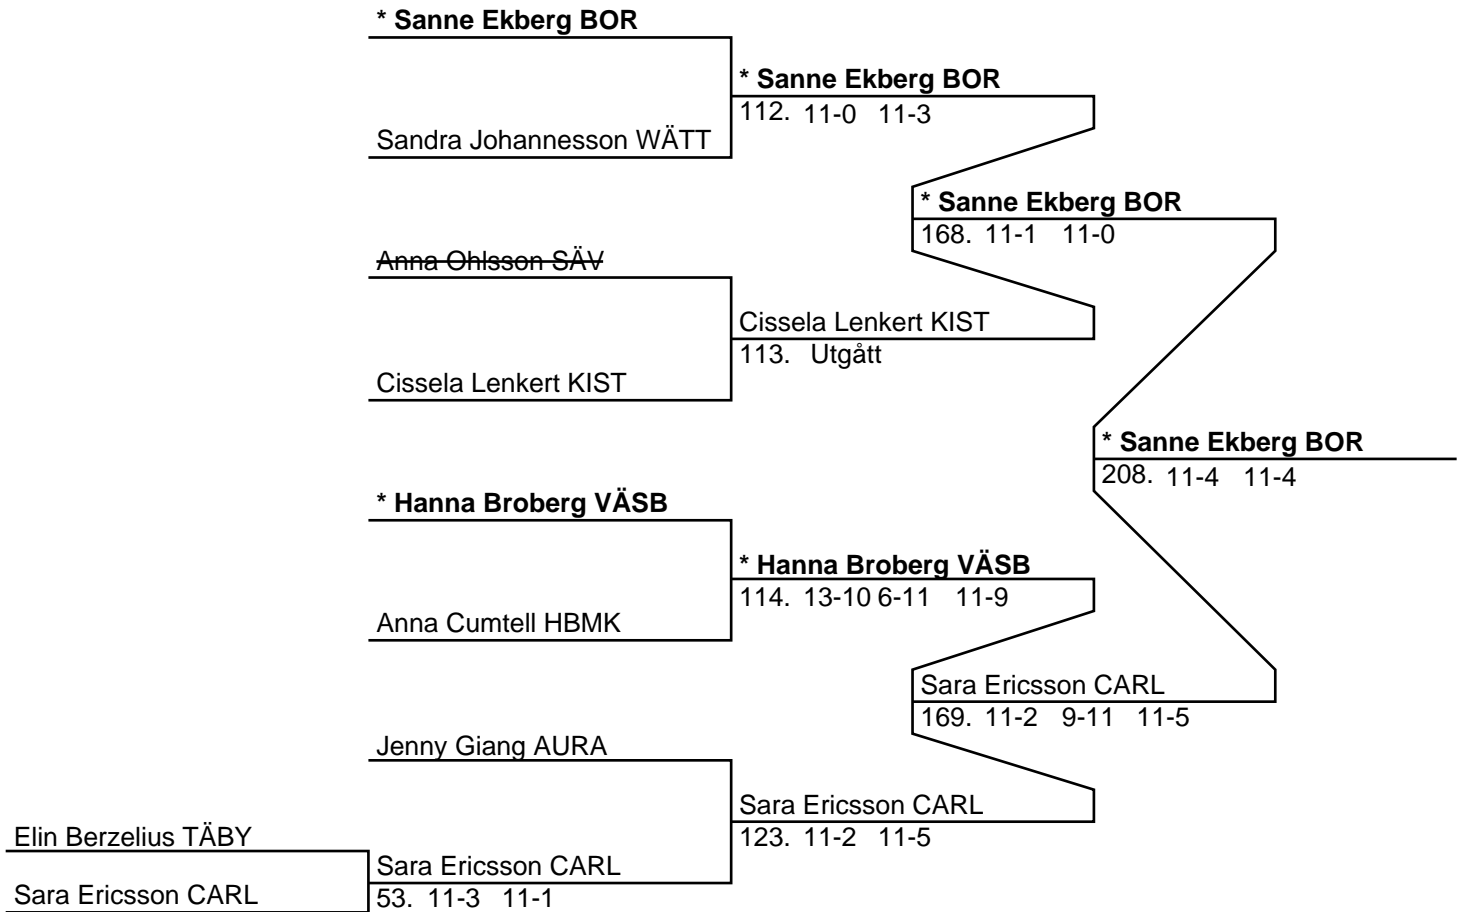 * Sanne Ekberg BOR
* Sanne Ekberg BOR
112. 11-0 11-3
Sandra Johannesson WÄTT
* Sanne Ekberg BOR
168. 11-1 11-0
Anna Ohlsson SÄV
Cissela Lenkert KIST
113. Utgått
Cissela Lenkert KIST
* Sanne Ekberg BOR
208. 11-4 11-4
* Hanna Broberg VÄSB
* Hanna Broberg VÄSB
114. 13-10 6-11 11-9
Anna Cumtell HBMK
Sara Ericsson CARL
169. 11-2 9-11 11-5
Jenny Giang AURA
Sara Ericsson CARL
123. 11-2 11-5
Elin Berzelius TÄBY
Sara Ericsson CARL
53. 11-3 11-1
Sara Ericsson CARL